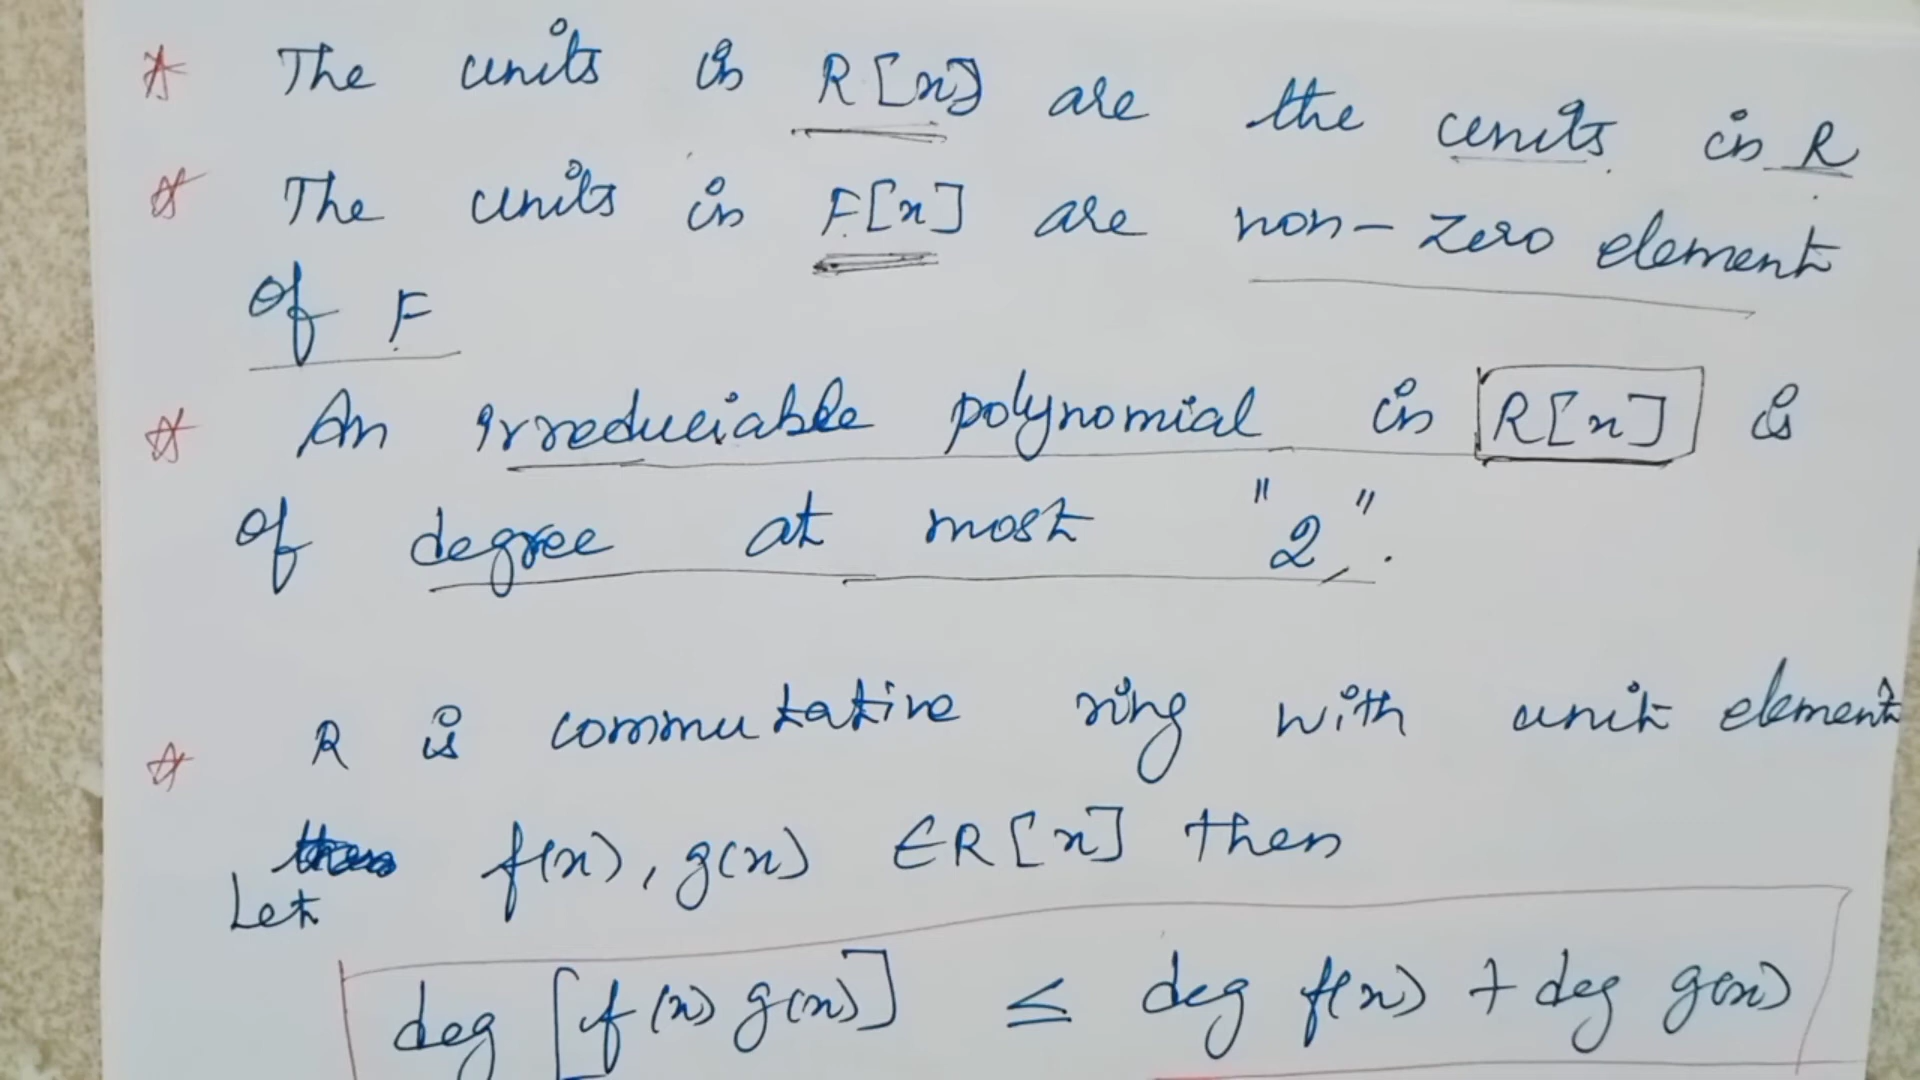 * The units in R[x] are the units in R
* The units in F[x] are non-zero element
of F
* An irreduciable polynomial in R[x] is
of degree at most "2".
* R is commutative ring with unit element
Let f(x), g(x) ∈ R[x] then
deg [f(x) g(x)] ≤ deg f(x) + deg g(x)